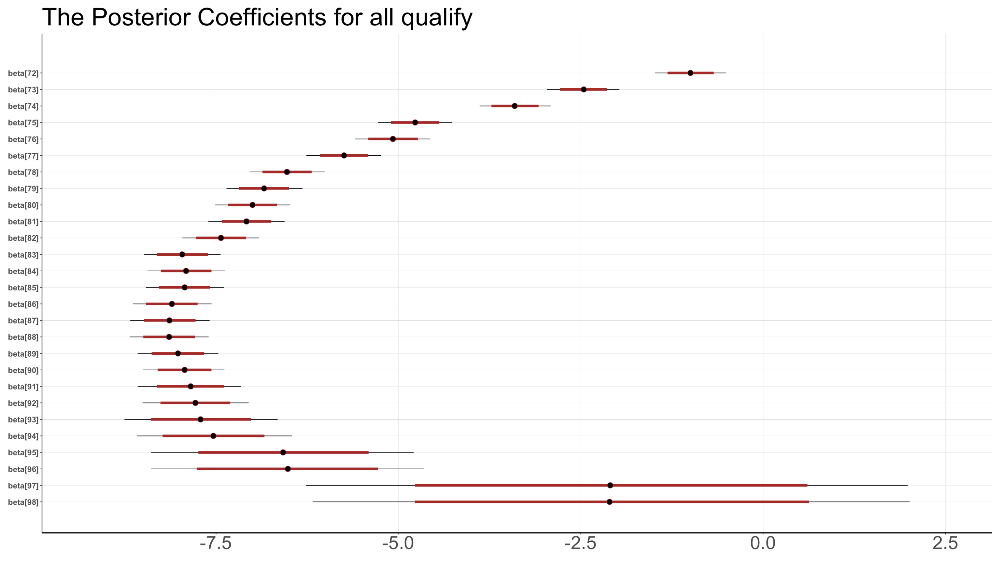 The Posterior Coefficients for all qualify
beta[72]
beta[73]
beta[74]
beta[75]
beta[76]
beta[77]
beta[78]
beta[79]
beta[80]
beta[81]
beta[82]
beta[83]
beta[84]
beta[85]
beta[86]
beta[87]
beta[88]
beta[89]
beta[90]
beta[91]
beta[92]
beta[93]
beta[94]
beta[95]
beta[96]
beta[97]
beta[98]
-7.5 -5.0 -2.5 0.0 2.5